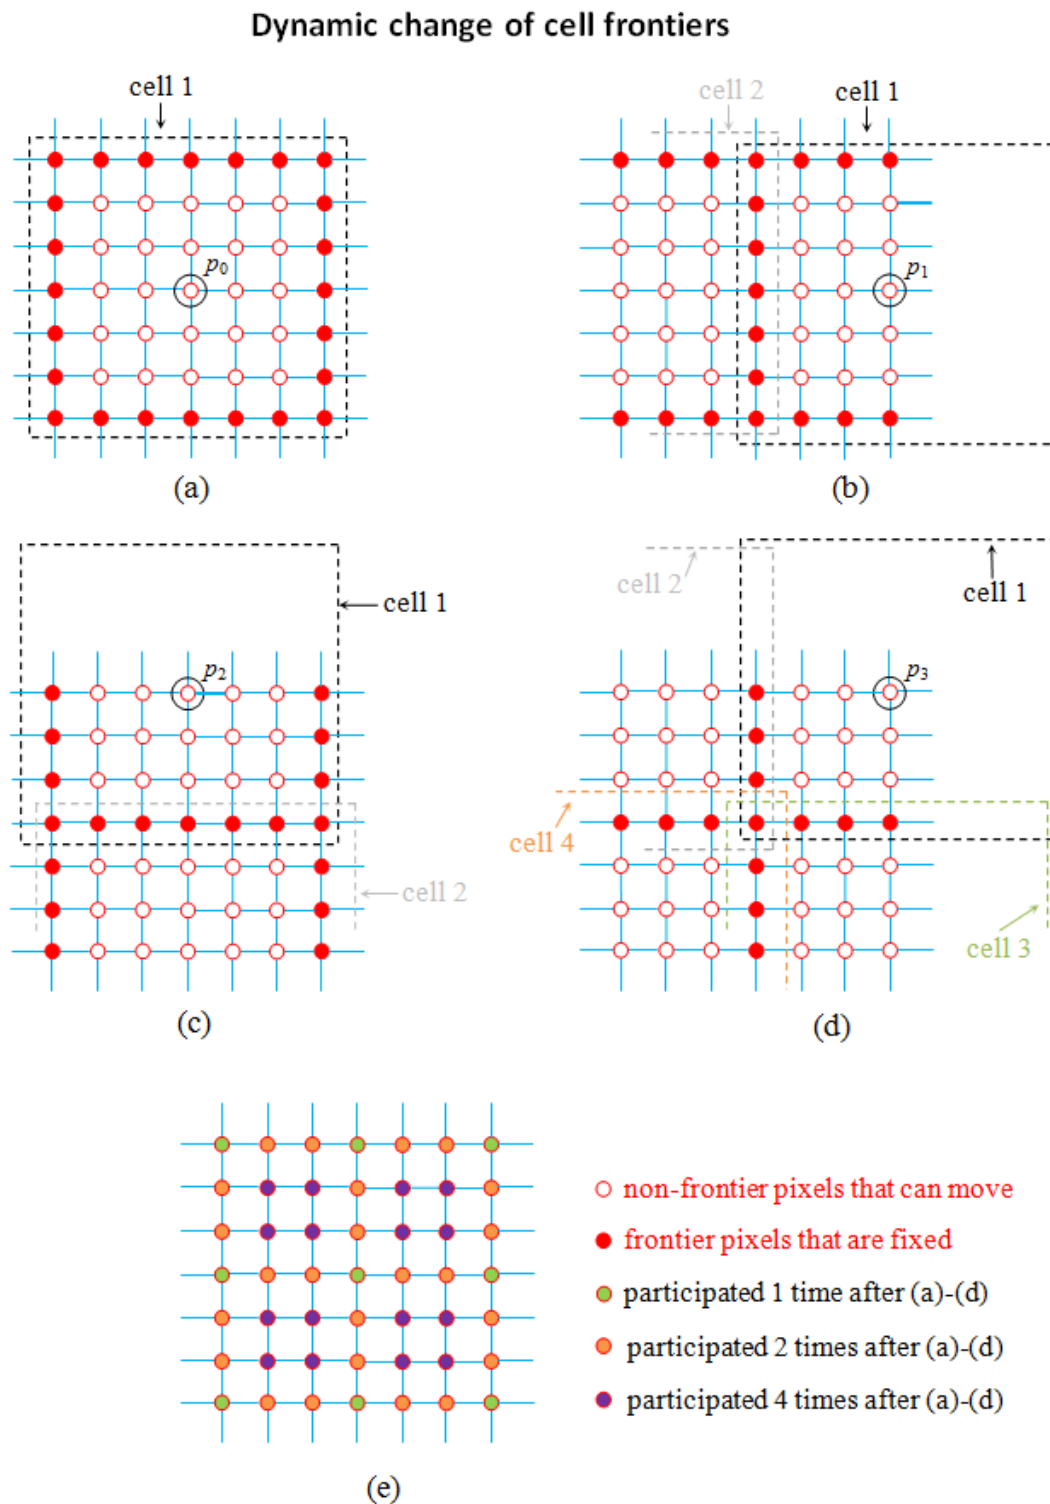 Dynamic change of cell frontiers
cell 1
cell 2
cell 1
p0
p1
(a)
(b)
cell 2
cell 1
cell 1
p2
p3
cell 4
cell 2
cell 3
(c)
(d)
non-frontier pixels that can move
frontier pixels that are fixed
participated 1 time after (a)-(d)
participated 2 times after (a)-(d)
participated 4 times after (a)-(d)
(e)